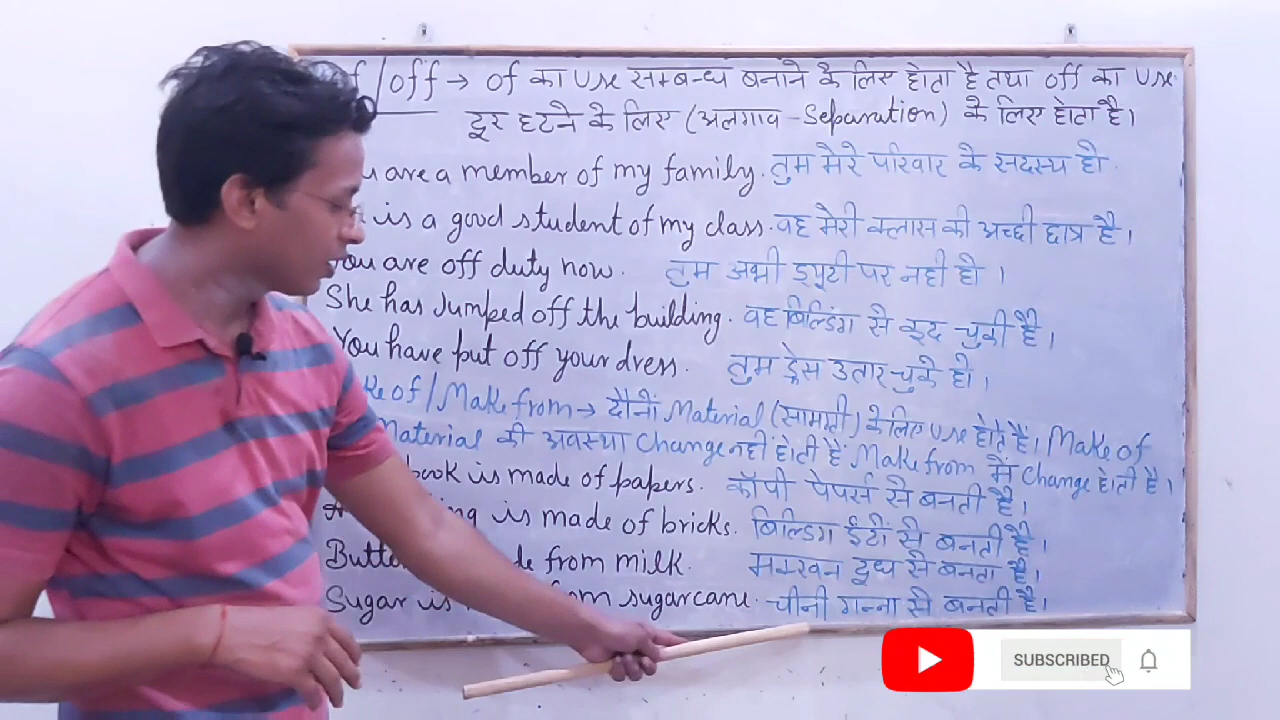 /off → of का use सम्बन्ध बनाने के लिए होता है तथा off का use
दूर हटने के लिए (अलगाव - Separation) के लिए होता है।
are a member of my family. तुम मेरे परिवार के सदस्य हो.
is a good student of my class. वह मेरी क्लास की अच्छी छात्र है।
You are off duty now. तुम अभी ड्यूटी पर नहीं हो।
She has Jumped off the building. वह बिल्डिंग से कूद चुकी है।
You have put off your dress. तुम ड्रेस उतार चुके हो।
of/Make from → दौनों Material (सामग्री) के लिए use होते हैं। Make of
Material की अवस्था Change नहीं होती है Make from में Change होती है।
book is made of papers. कॉपी पेपर्स से बनती है।
is made of bricks. बिल्डिंग ईंटों से बनती है।
from milk. मक्खन दूध से बनता है।
Sugar is from sugarcane. चीनी गन्ना से बनती है।
SUBSCRIBED